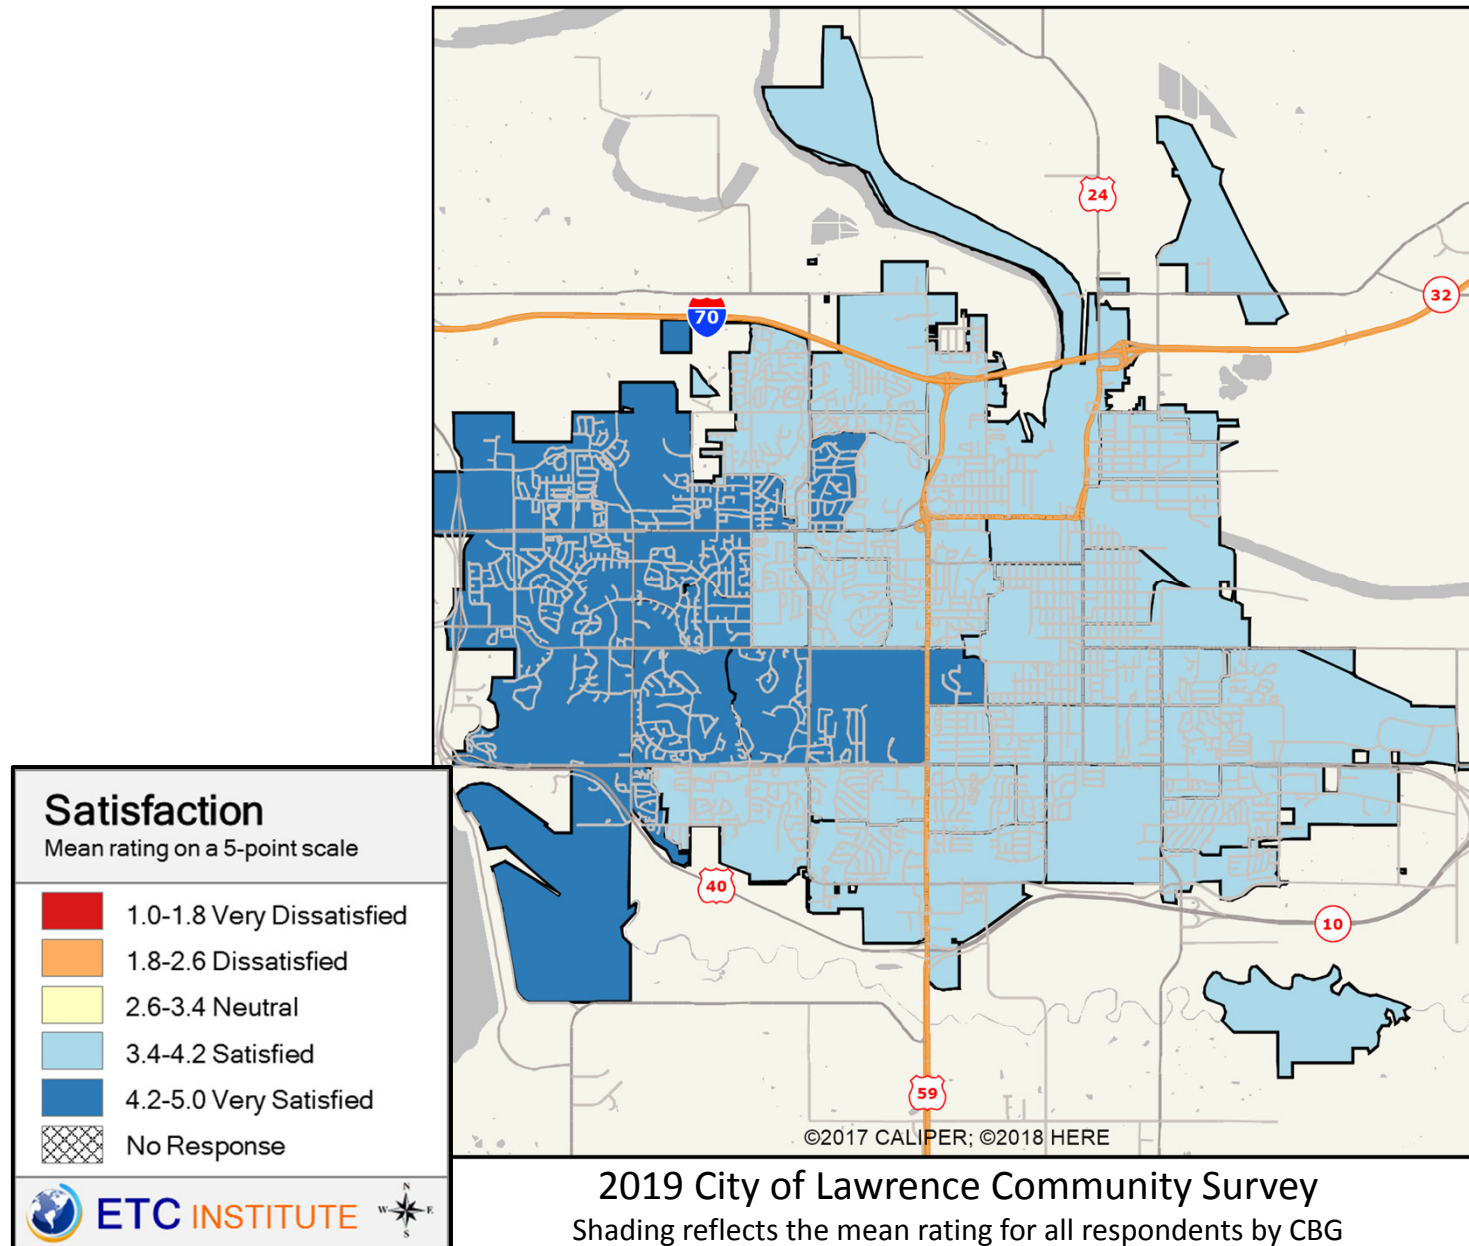 24
32
70
40
10
59
©2017 CALIPER; ©2018 HERE
Satisfaction
Mean rating on a 5-point scale
1.0-1.8 Very Dissatisfied
1.8-2.6 Dissatisfied
2.6-3.4 Neutral
3.4-4.2 Satisfied
4.2-5.0 Very Satisfied
No Response
ETC INSTITUTE
N
W E
S
2019 City of Lawrence Community Survey
Shading reflects the mean rating for all respondents by CBG